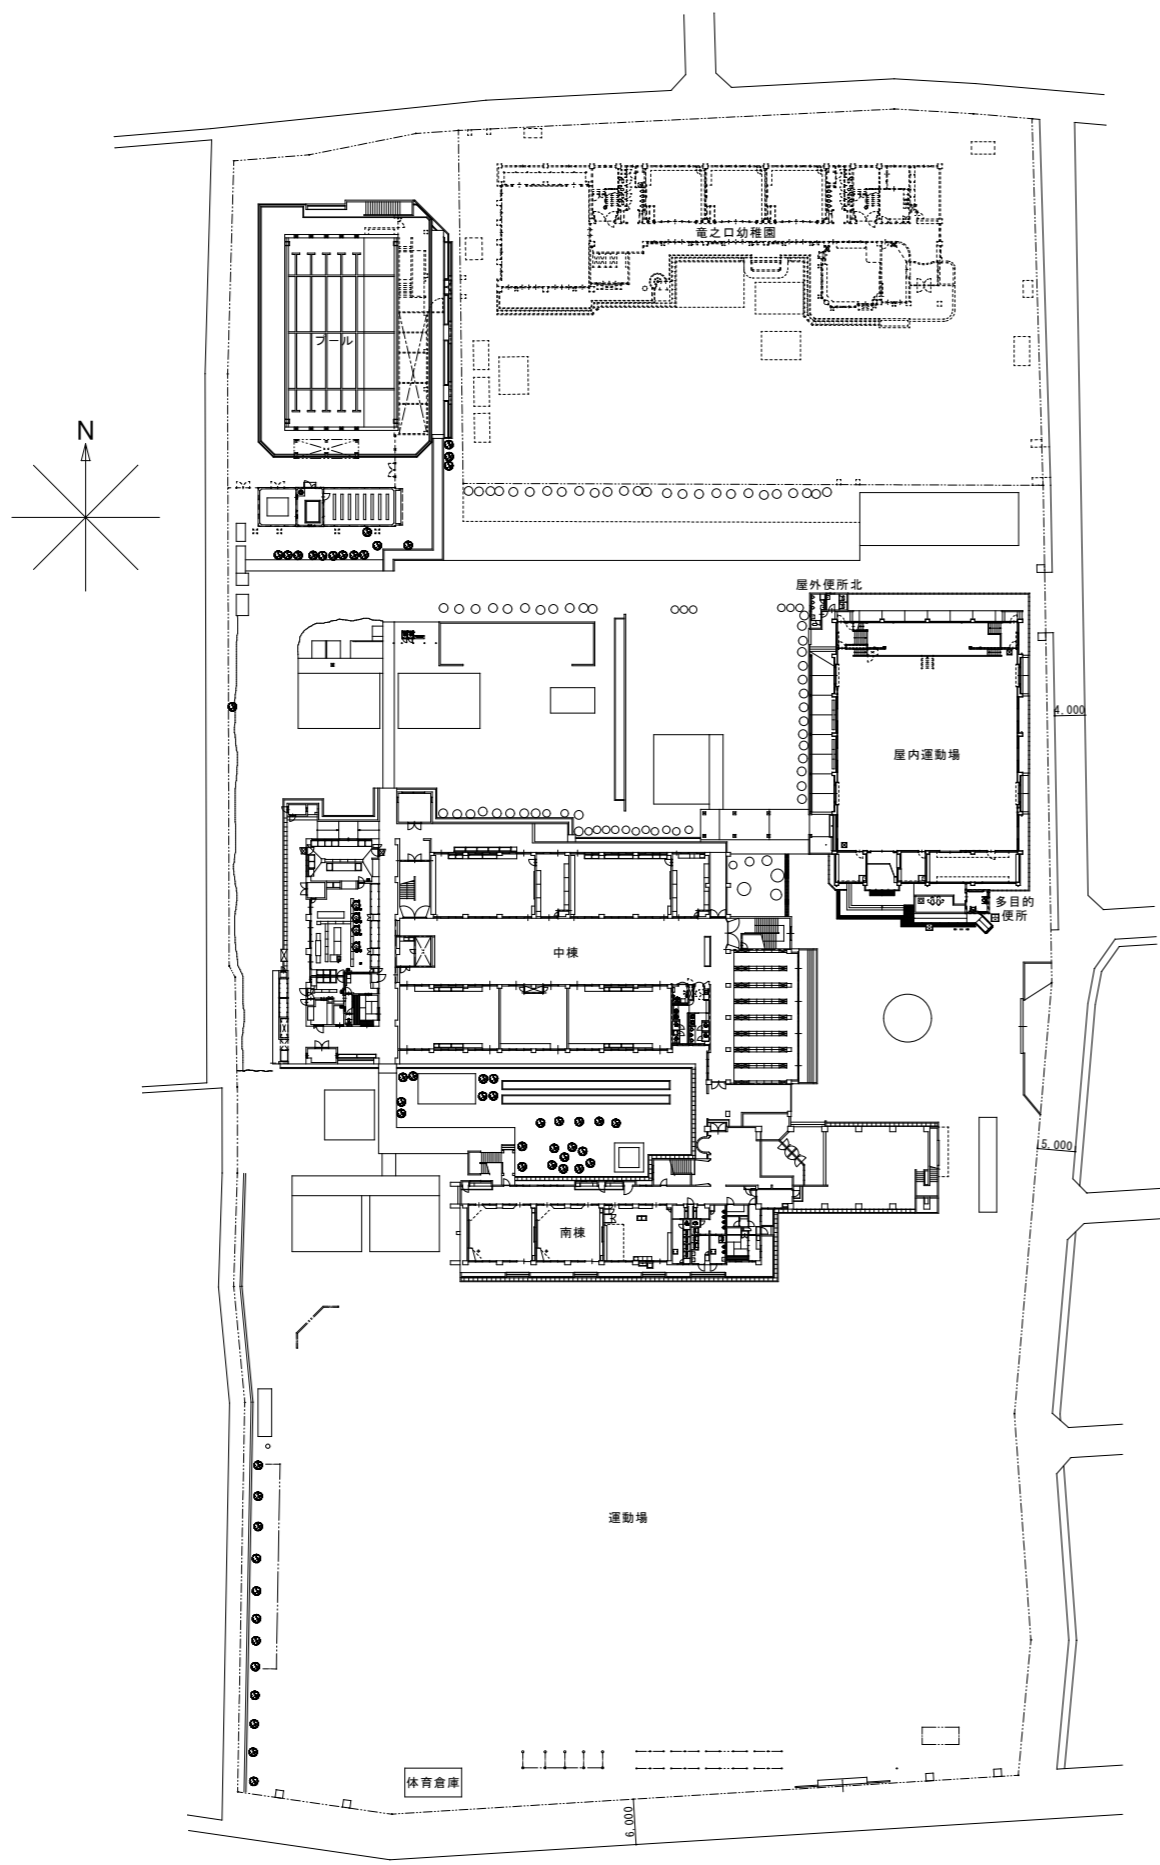 竜之口幼稚園
プール
N
屋外便所北
4,000
屋内運動場
多目的
便所
中棟
5,000
南棟
運動場
体育倉庫
6,000